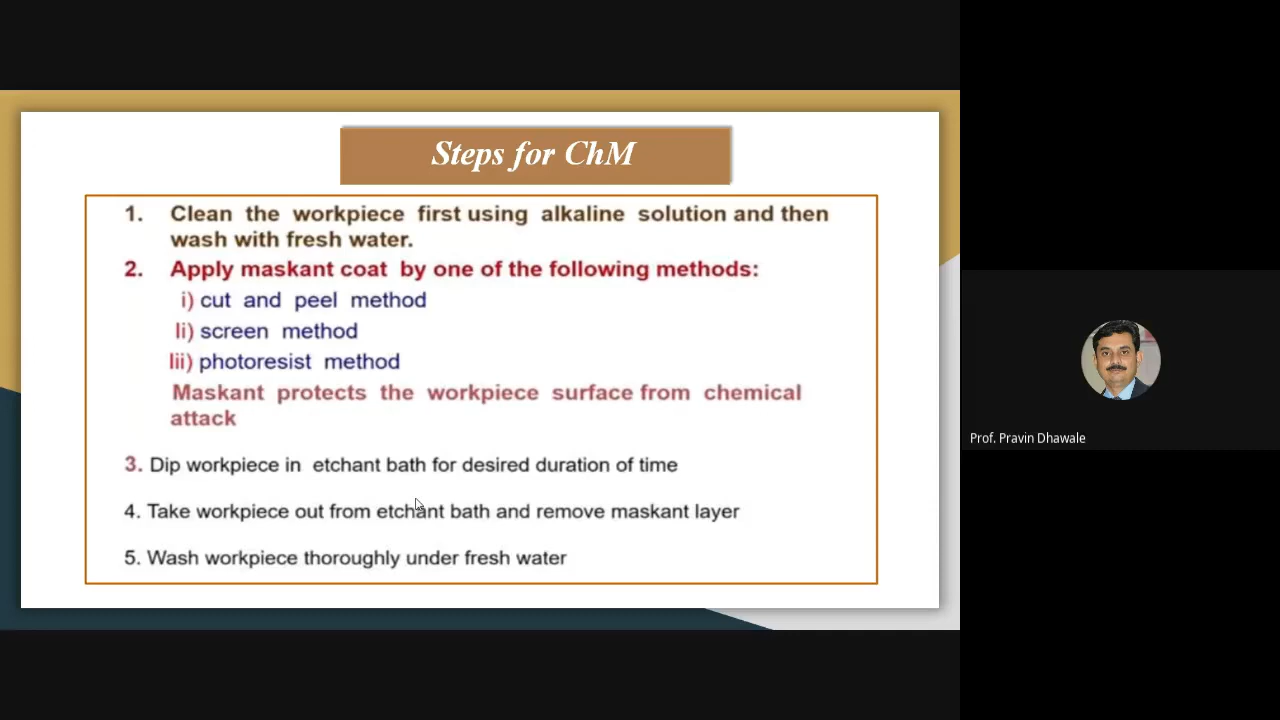 Steps for ChM
1. Clean the workpiece first using alkaline solution and then
wash with fresh water.
2. Apply maskant coat by one of the following methods:
i) cut and peel method
Ii) screen method
Iii) photoresist method
Maskant protects the workpiece surface from chemical
attack
3. Dip workpiece in etchant bath for desired duration of time
4. Take workpiece out from etchant bath and remove maskant layer
5. Wash workpiece thoroughly under fresh water
Prof. Pravin Dhawale